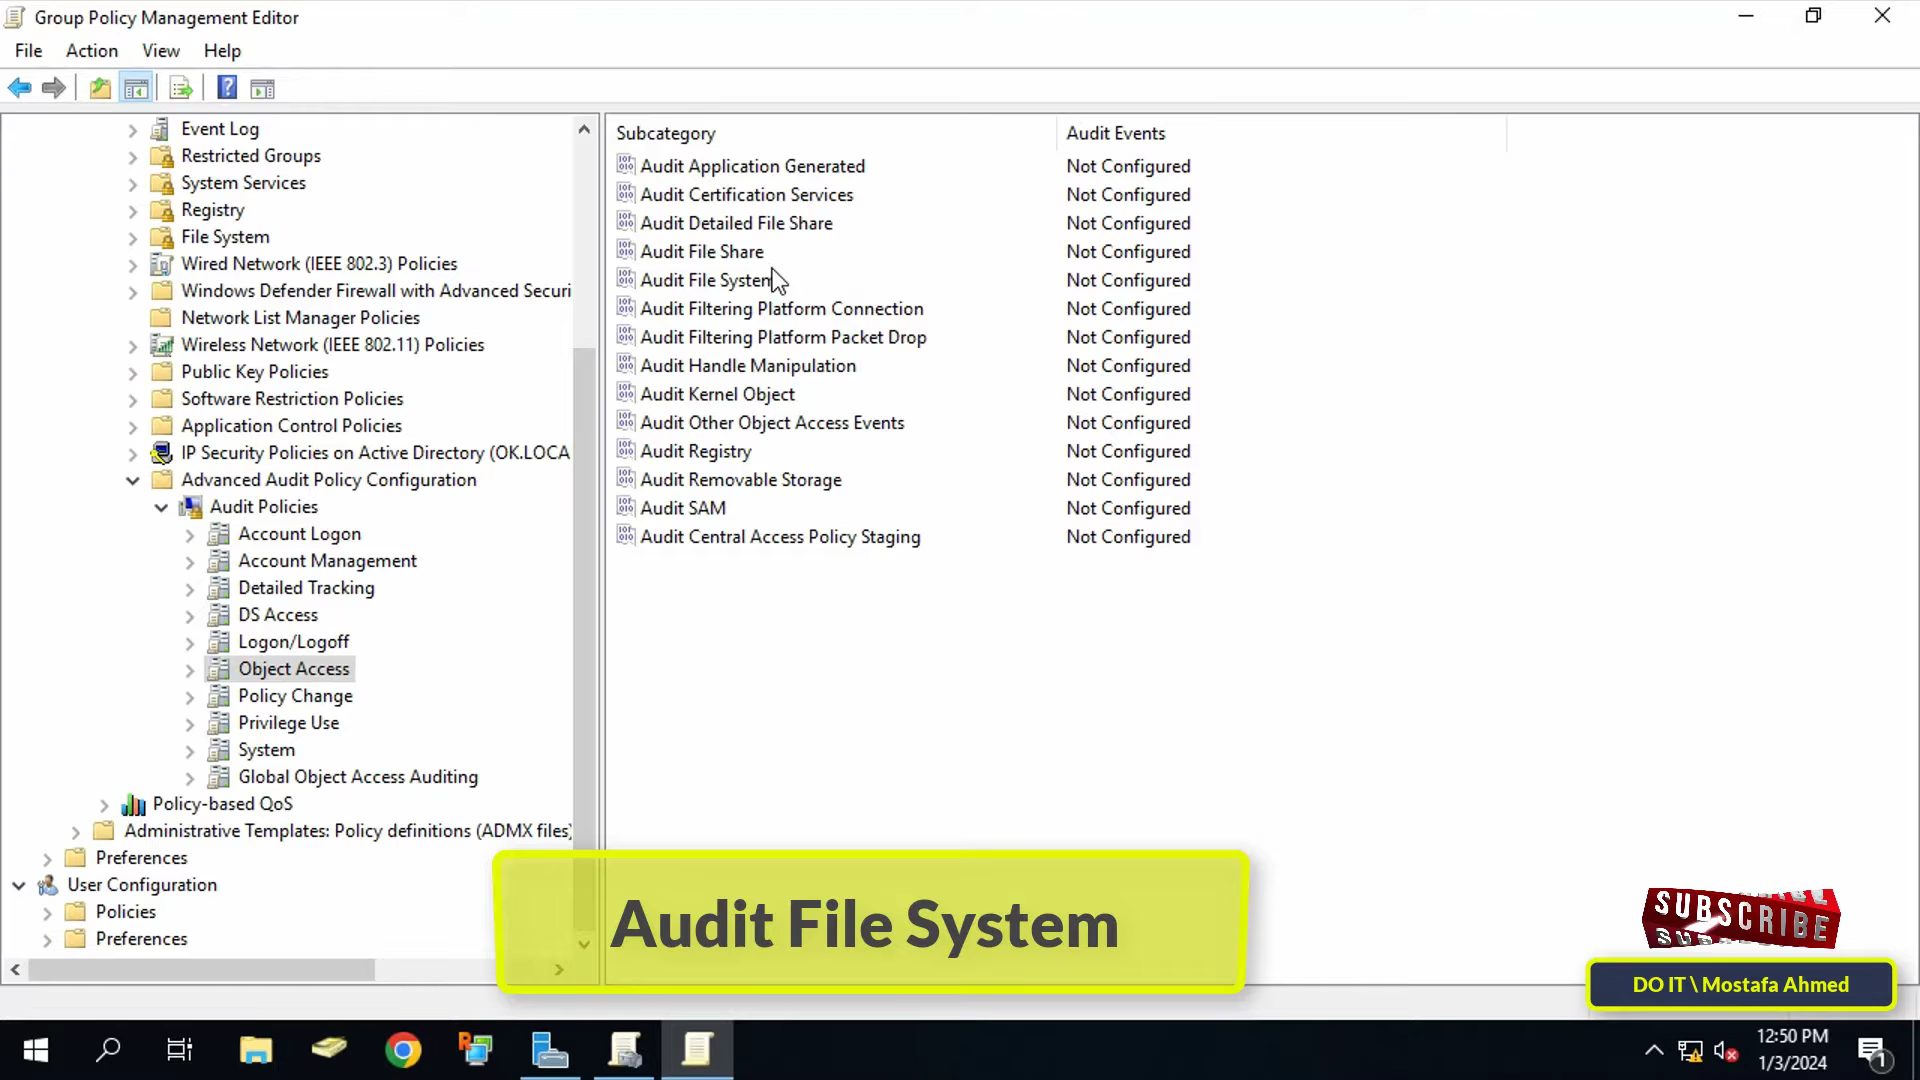 Group Policy Management Editor
File Action View Help
Event Log
Restricted Groups
System Services
Registry
File System
Wired Network (IEEE 802.3) Policies
Windows Defender Firewall with Advanced Securi
Network List Manager Policies
Wireless Network (IEEE 802.11) Policies
Public Key Policies
Software Restriction Policies
Application Control Policies
IP Security Policies on Active Directory (OK.LOCA
Advanced Audit Policy Configuration
Audit Policies
Account Logon
Account Management
Detailed Tracking
DS Access
Logon/Logoff
Object Access
Policy Change
Privilege Use
System
Global Object Access Auditing
Policy-based QoS
Administrative Templates: Policy definitions (ADMX files)
Preferences
User Configuration
Policies
Preferences
Subcategory Audit Events
Audit Application Generated Not Configured
Audit Certification Services Not Configured
Audit Detailed File Share Not Configured
Audit File Share Not Configured
Audit File System Not Configured
Audit Filtering Platform Connection Not Configured
Audit Filtering Platform Packet Drop Not Configured
Audit Handle Manipulation Not Configured
Audit Kernel Object Not Configured
Audit Other Object Access Events Not Configured
Audit Registry Not Configured
Audit Removable Storage Not Configured
Audit SAM Not Configured
Audit Central Access Policy Staging Not Configured
Audit File System
SUBSCRIBE
DO IT \ Mostafa Ahmed
12:50 PM
1/3/2024
1